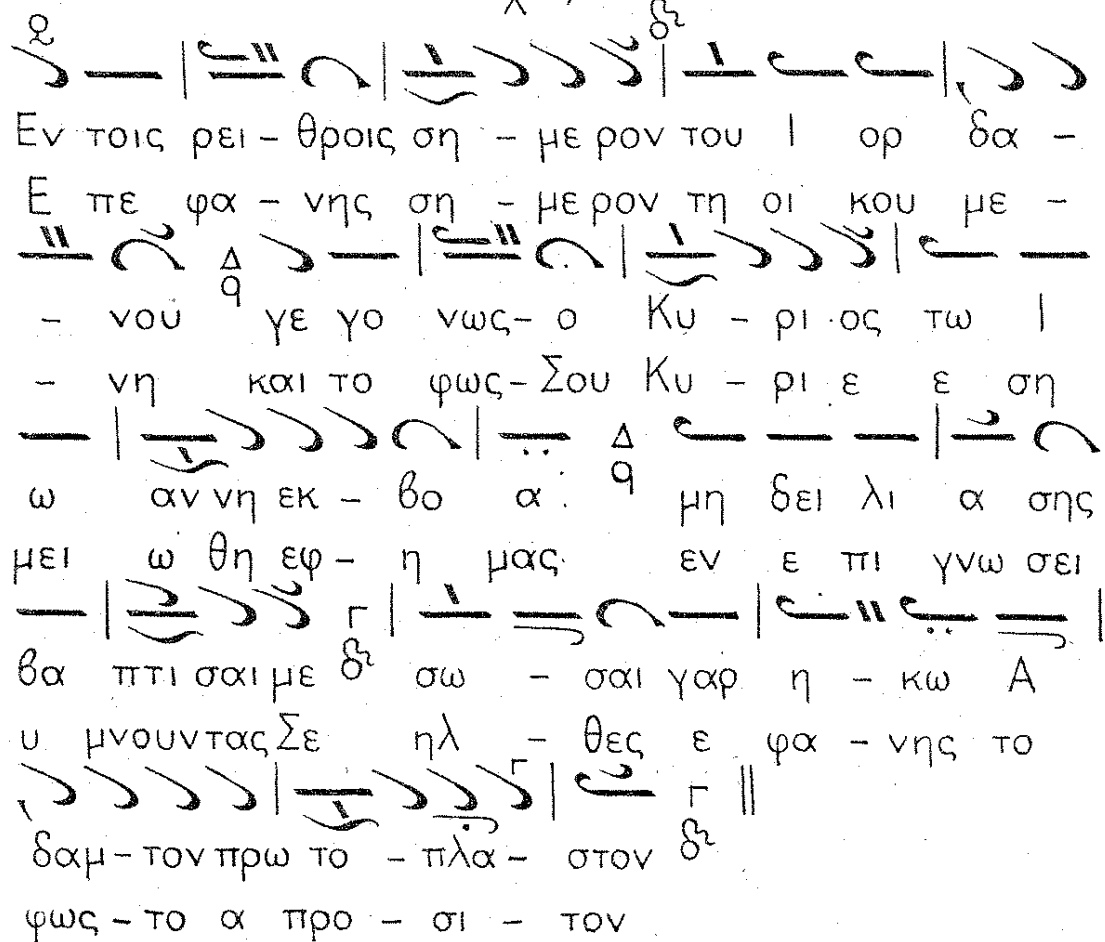 Εν τοις ρει – θροις ση – με ρον του Ι ορ δα –
Ε πε φα – νης ση – με ρον τη οι κου με –
Δ
– νου γε γο νως – ο Κυ – ρι ος τω Ι
– νη και το φως – Σου Κυ – ρι ε ε ση
Δ
ω αν νη εκ – βο α : μη δει λι α σης
μει ω θη εφ – η μας εν ε πι γνω σει
Γ
βα πτι σαι με σω – σαι γαρ η – κω Α
υ μνουν τας Σε ηλ – θες ε φα – νης το
Γ
δαμ – τον πρω το – πλα – στον
φως – το α προ – σι – τον